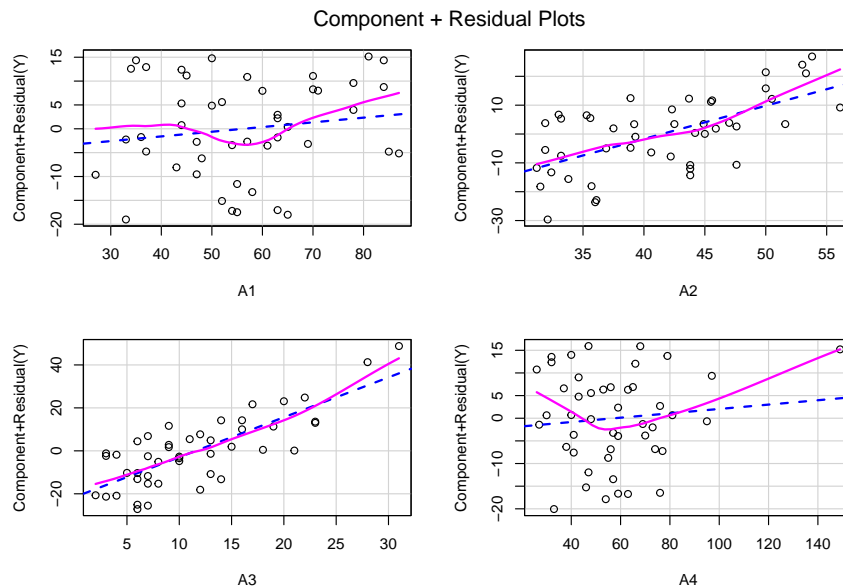 Component + Residual Plots
Component+Residual(Y)
15
5
0
−10
−20
30 40 50 60 70 80
A1
Component+Residual(Y)
10
−10
−30
35 40 45 50 55
A2
Component+Residual(Y)
40
20
0
−20
5 10 15 20 25 30
A3
Component+Residual(Y)
15
5
0
−10
−20
40 60 80 100 120 140
A4